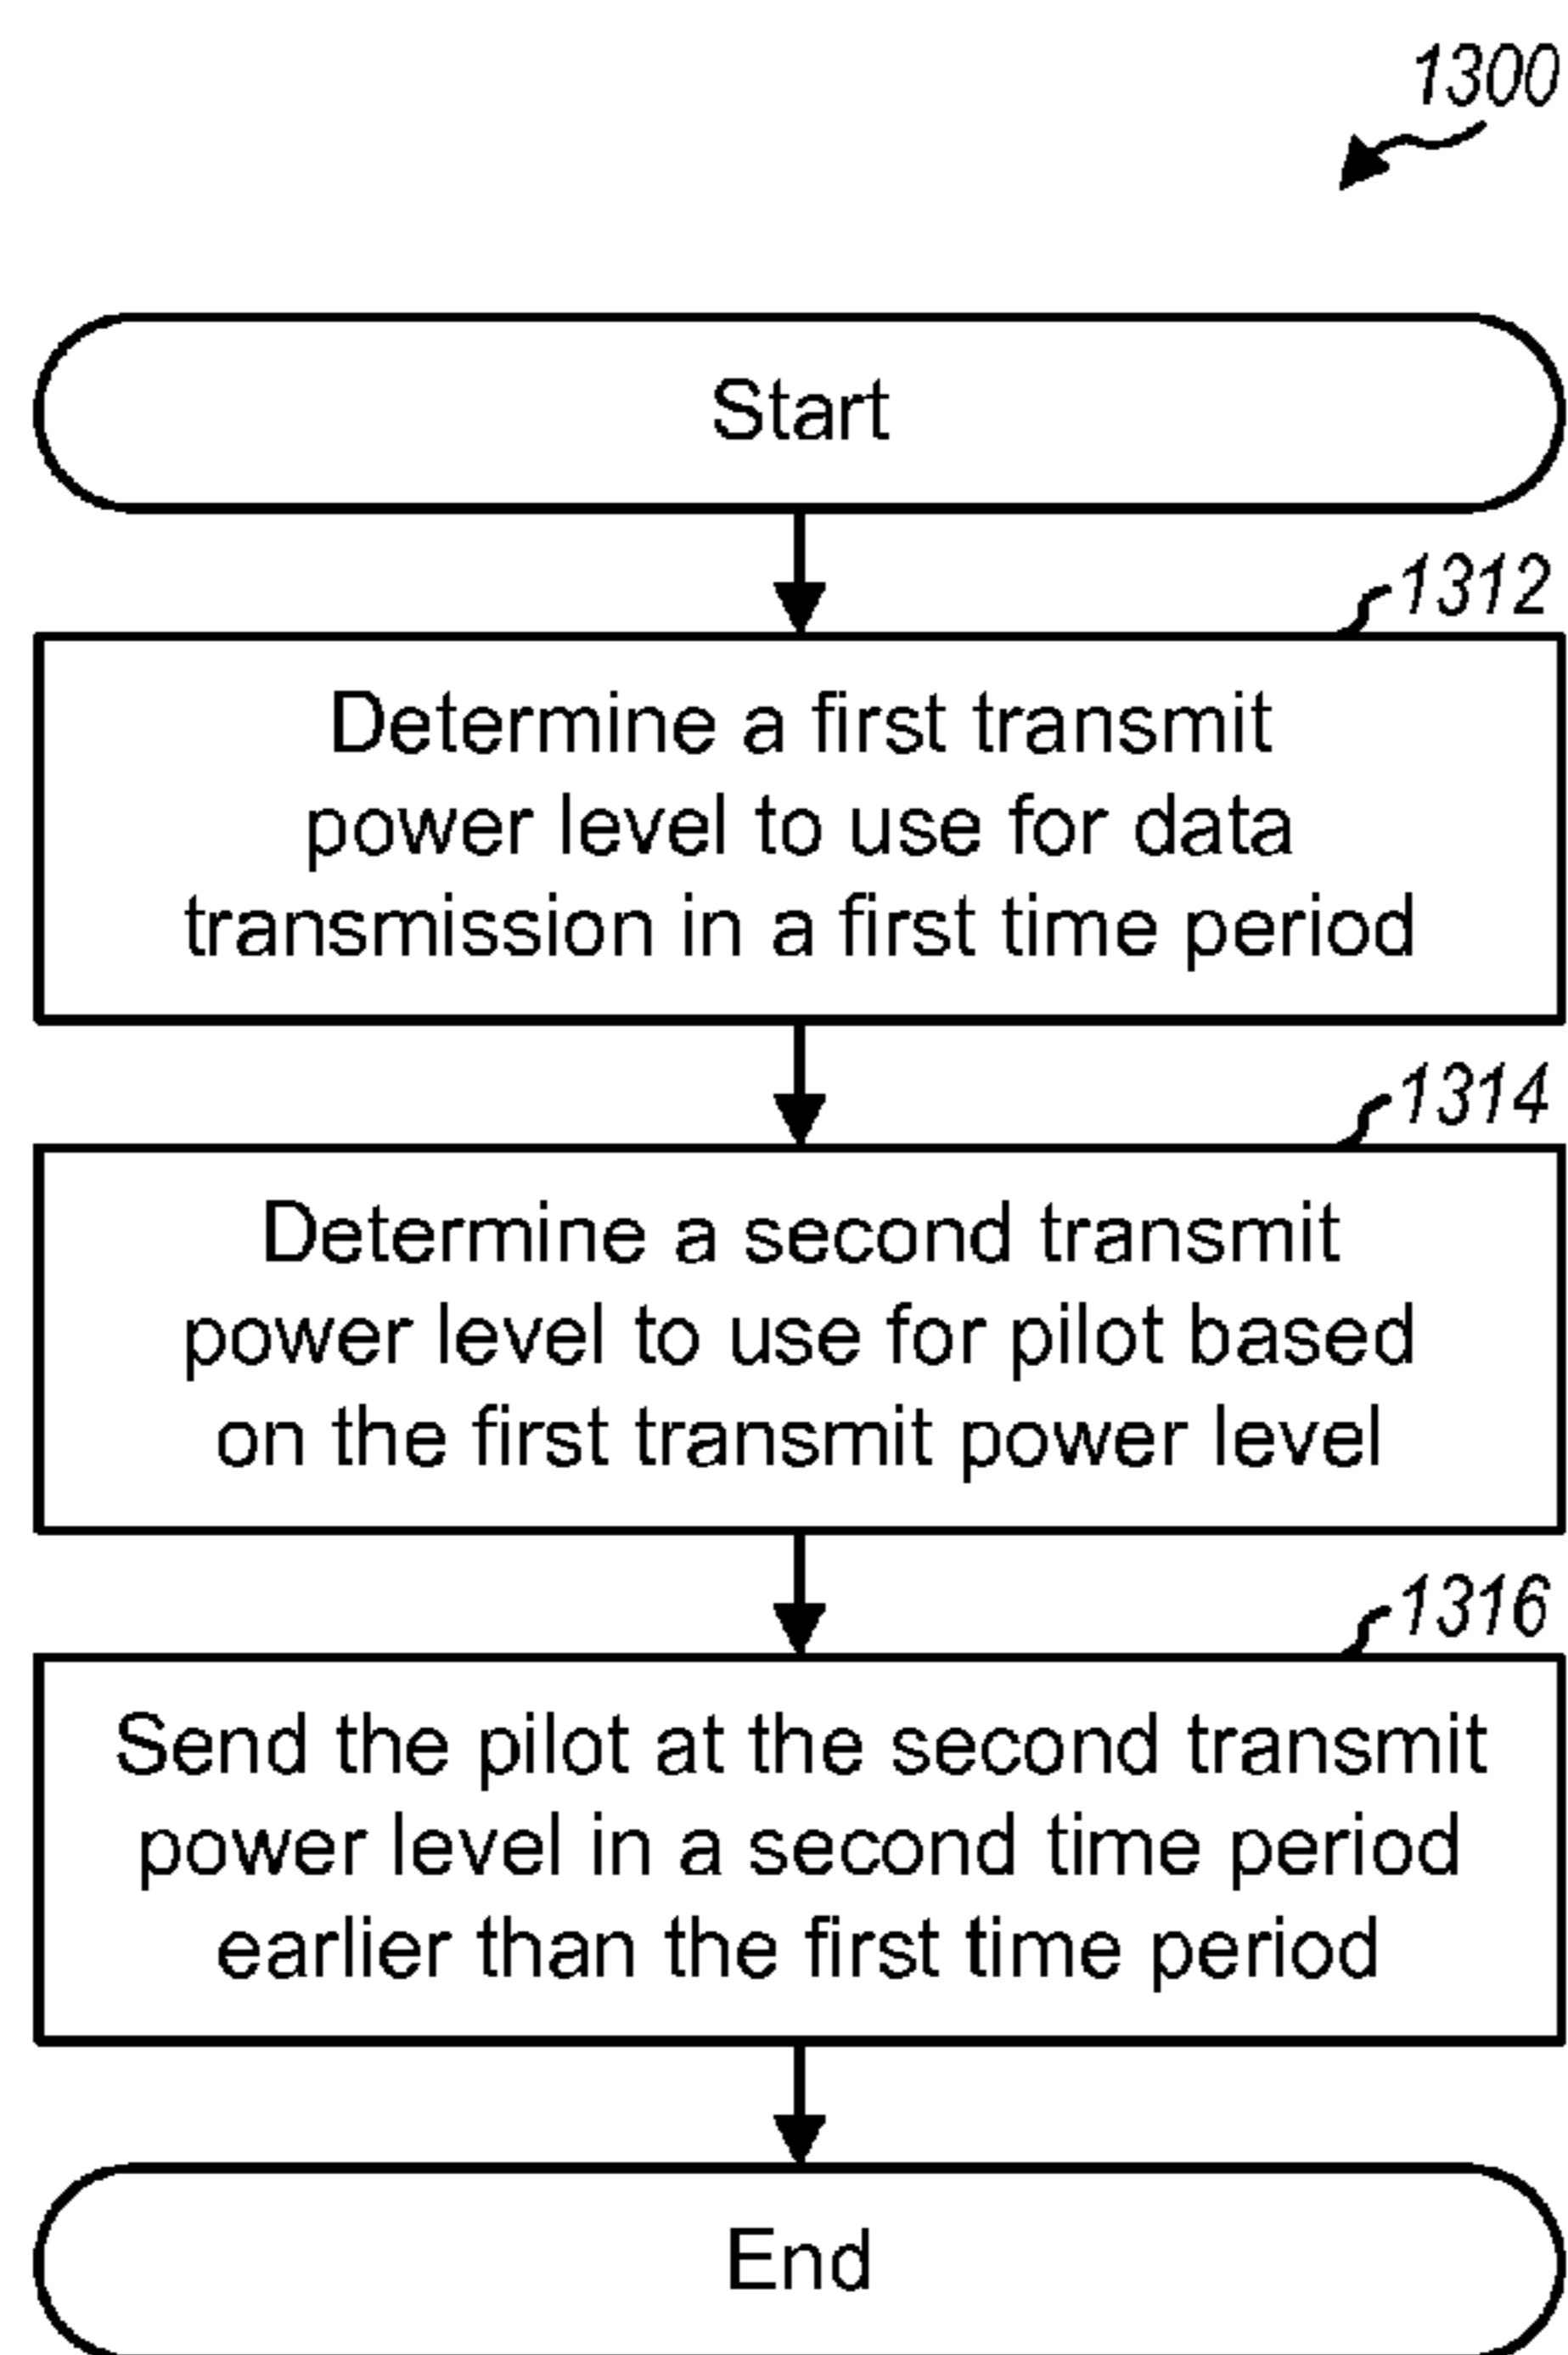 1300
Start
1312
Determine a first transmit
power level to use for data
transmission in a first time period
1314
Determine a second transmit
power level to use for pilot based
on the first transmit power level
1316
Send the pilot at the second transmit
power level in a second time period
earlier than the first time period
End